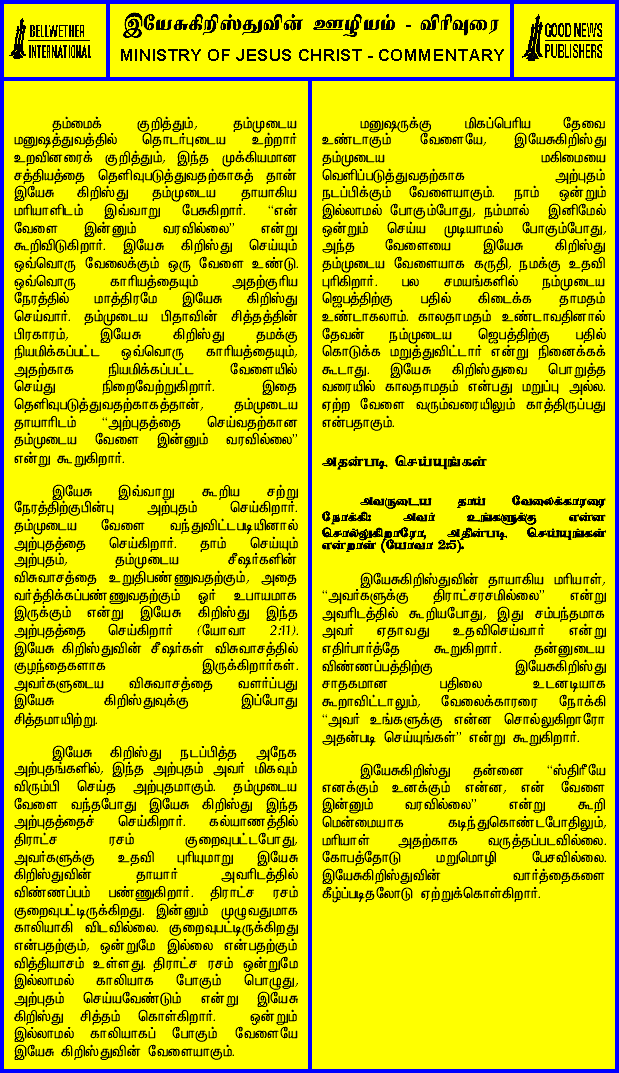 BELLWETHER
INTERNATIONAL
இயேசுகிறிஸ்துவின் ஊழியம் - விரிவுரை
MINISTRY OF JESUS CHRIST - COMMENTARY
GOOD NEWS
PUBLISHERS
தம்மைக் குறித்தும், தம்முடைய
மனுஷத்துவத்தில் தொடர்புடைய உற்றார்
உறவினரைக் குறித்தும், இந்த முக்கியமான
சத்தியத்தை தெளிவுபடுத்துவதற்காகத் தான்
இயேசு கிறிஸ்து தம்முடைய தாயாகிய
மரியாளிடம் இவ்வாறு பேசுகிறார். “என்
வேளை இன்னும் வரவில்லை” என்று
கூறிவிடுகிறார். இயேசு கிறிஸ்து செய்யும்
ஒவ்வொரு வேலைக்கும் ஒரு வேளை உண்டு.
ஒவ்வொரு காரியத்தையும் அதற்குரிய
நேரத்தில் மாத்திரமே இயேசு கிறிஸ்து
செய்வார். தம்முடைய பிதாவின் சித்தத்தின்
பிரகாரம், இயேசு கிறிஸ்து தமக்கு
நியமிக்கப்பட்ட ஒவ்வொரு காரியத்தையும்,
அதற்காக நியமிக்கப்பட்ட வேளையில்
செய்து நிறைவேற்றுகிறார். இதை
தெளிவுபடுத்துவதற்காகத்தான், தம்முடைய
தாயாரிடம் “அற்புதத்தை செய்வதற்கான
தம்முடைய வேளை இன்னும் வரவில்லை”
என்று கூறுகிறார்.
இயேசு இவ்வாறு கூறிய சற்று
நேரத்திற்குபின்பு அற்புதம் செய்கிறார்.
தம்முடைய வேளை வந்துவிட்டபடியினால்
அற்புதத்தை செய்கிறார். தாம் செய்யும்
அற்புதம், தம்முடைய சீஷர்களின்
விசுவாசத்தை உறுதிபண்ணுவதற்கும், அதை
வர்த்திக்கப்பண்ணுவதற்கும் ஓர் உபாயமாக
இருக்கும் என்று இயேசு கிறிஸ்து இந்த
அற்புதத்தை செய்கிறார் (யோவா 2:11).
இயேசு கிறிஸ்துவின் சீஷர்கள் விசுவாசத்தில்
குழந்தைகளாக இருக்கிறார்கள்.
அவர்களுடைய விசுவாசத்தை வளர்ப்பது
இயேசு கிறிஸ்துவுக்கு இப்போது
சித்தமாயிற்று.
இயேசு கிறிஸ்து நடப்பித்த அநேக
அற்புதங்களில், இந்த அற்புதம் அவர் மிகவும்
விரும்பி செய்த அற்புதமாகும். தம்முடைய
வேளை வந்தபோது இயேசு கிறிஸ்து இந்த
அற்புதத்தைச் செய்கிறார். கல்யாணத்தில்
திராட்ச ரசம் குறைவுபட்டபோது,
அவர்களுக்கு உதவி புரியுமாறு இயேசு
கிறிஸ்துவின் தாயார் அவரிடத்தில்
விண்ணப்பம் பண்ணுகிறார். திராட்ச ரசம்
குறைவுபட்டிருக்கிறது. இன்னும் முழுவதுமாக
காலியாகி விடவில்லை. குறைவுபட்டிருக்கிறது
என்பதற்கும், ஒன்றுமே இல்லை என்பதற்கும்
வித்தியாசம் உள்ளது. திராட்ச ரசம் ஒன்றுமே
இல்லாமல் காலியாக போகும் பொழுது,
அற்புதம் செய்யவேண்டும் என்று இயேசு
கிறிஸ்து சித்தம் கொள்கிறார். ஒன்றும்
இல்லாமல் காலியாகப் போகும் வேளையே
இயேசு கிறிஸ்துவின் வேளையாகும்.
மனுஷருக்கு மிகப்பெரிய தேவை
உண்டாகும் வேளையே, இயேசுகிறிஸ்து
தம்முடைய மகிமையை
வெளிப்படுத்துவதற்காக அற்புதம்
நடப்பிக்கும் வேளையாகும். நாம் ஒன்றும்
இல்லாமல் போகும்போது, நம்மால் இனிமேல்
ஒன்றும் செய்ய முடியாமல் போகும்போது,
அந்த வேளையை இயேசு கிறிஸ்து
தம்முடைய வேளையாக கருதி, நமக்கு உதவி
புரிகிறார். பல சமயங்களில் நம்முடைய
ஜெபத்திற்கு பதில் கிடைக்க தாமதம்
உண்டாகலாம். காலதாமதம் உண்டாவதினால்
தேவன் நம்முடைய ஜெபத்திற்கு பதில்
கொடுக்க மறுத்துவிட்டார் என்று நினைக்கக்
கூடாது. இயேசு கிறிஸ்துவை பொறுத்த
வரையில் காலதாமதம் என்பது மறுப்பு அல்ல.
ஏற்ற வேளை வரும்வரையிலும் காத்திருப்பது
என்பதாகும்.
அதன்படி செய்யுங்கள்
அவருடைய தாய் வேலைக்காரரை
நோக்கி: அவர் உங்களுக்கு என்ன
சொல்லுகிறாரோ, அதின்படி செய்யுங்கள்
என்றாள் (யோவா 2:5).
இயேசுகிறிஸ்துவின் தாயாகிய மரியாள்,
“அவர்களுக்கு திராட்சரசமில்லை” என்று
அவரிடத்தில் கூறியபோது, இது சம்பந்தமாக
அவர் ஏதாவது உதவிசெய்வார் என்று
எதிர்பார்த்தே கூறுகிறார். தன்னுடைய
விண்ணப்பத்திற்கு இயேசுகிறிஸ்து
சாதகமான பதிலை உடனடியாக
கூறாவிட்டாலும், வேலைக்காரரை நோக்கி
“அவர் உங்களுக்கு என்ன சொல்லுகிறாரோ
அதன்படி செய்யுங்கள்” என்று கூறுகிறார்.
இயேசுகிறிஸ்து தன்னை “ஸ்திரீயே
எனக்கும் உனக்கும் என்ன, என் வேளை
இன்னும் வரவில்லை” என்று கூறி
மென்மையாக கடிந்துகொண்டபோதிலும்,
மரியாள் அதற்காக வருத்தப்படவில்லை.
கோபத்தோடு மறுமொழி பேசவில்லை.
இயேசுகிறிஸ்துவின் வார்த்தைகளை
கீழ்ப்படிதலோடு ஏற்றுக்கொள்கிறார்.